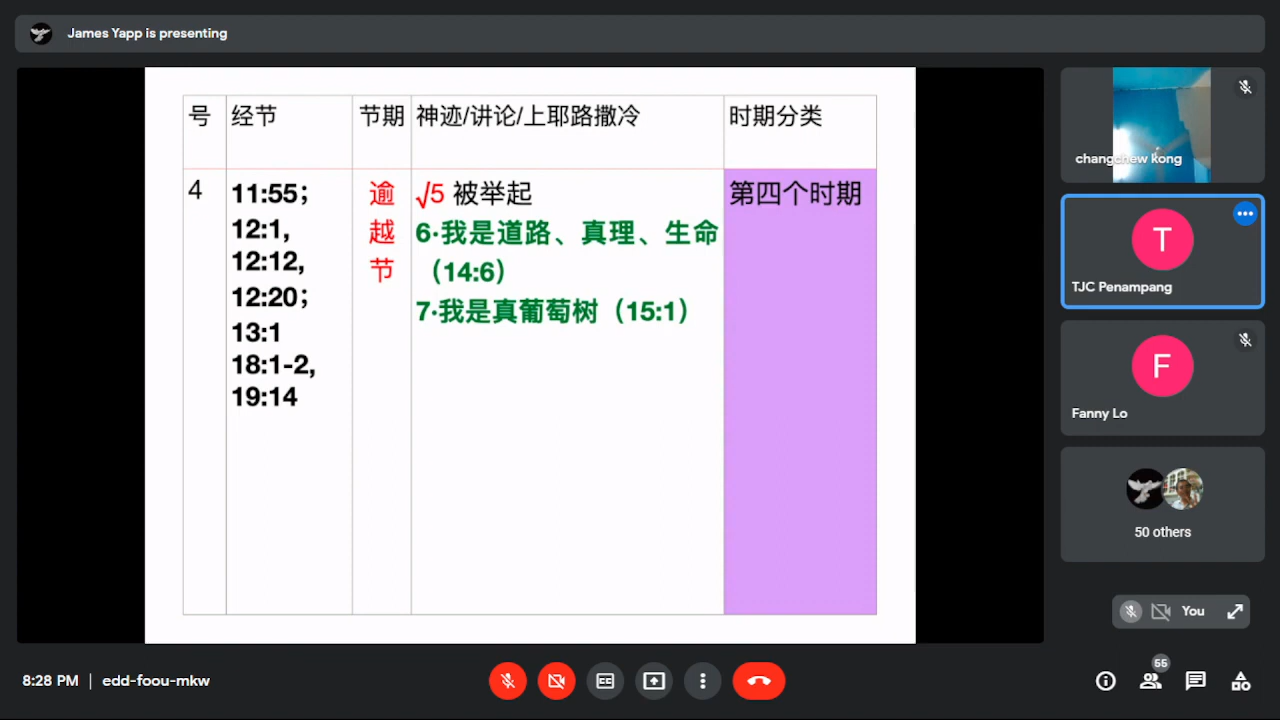 James Yapp is presenting
号 经节 节期 神迹/讲论/上耶路撒冷 时期分类
4
11:55；
12:1,
12:12,
12:20；
13:1
18:1-2,
19:14
逾
越
节
√5 被举起
6·我是道路、真理、生命
（14:6）
7·我是真葡萄树（15:1）
第四个时期
changchew kong
T
TJC Penampang
F
Fanny Lo
50 others
You
8:28 PM | edd-foou-mkw
CC
55